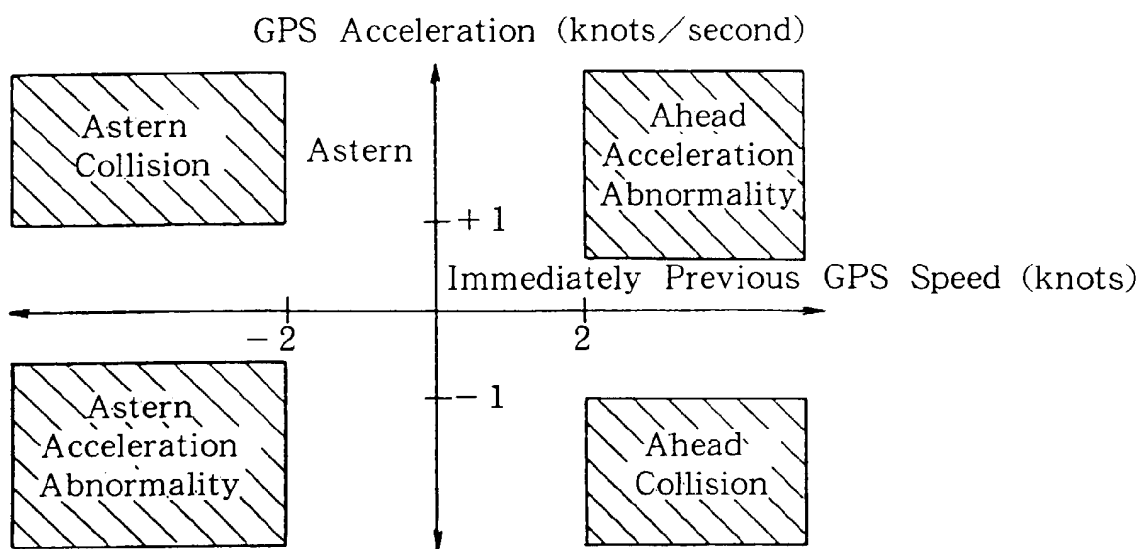 GPS Acceleration (knots/second)
Astern
Collision
Astern
Ahead
Acceleration
Abnormality
+1
Immediately Previous GPS Speed (knots)
-2
2
Astern
Acceleration
Abnormality
-1
Ahead
Collision